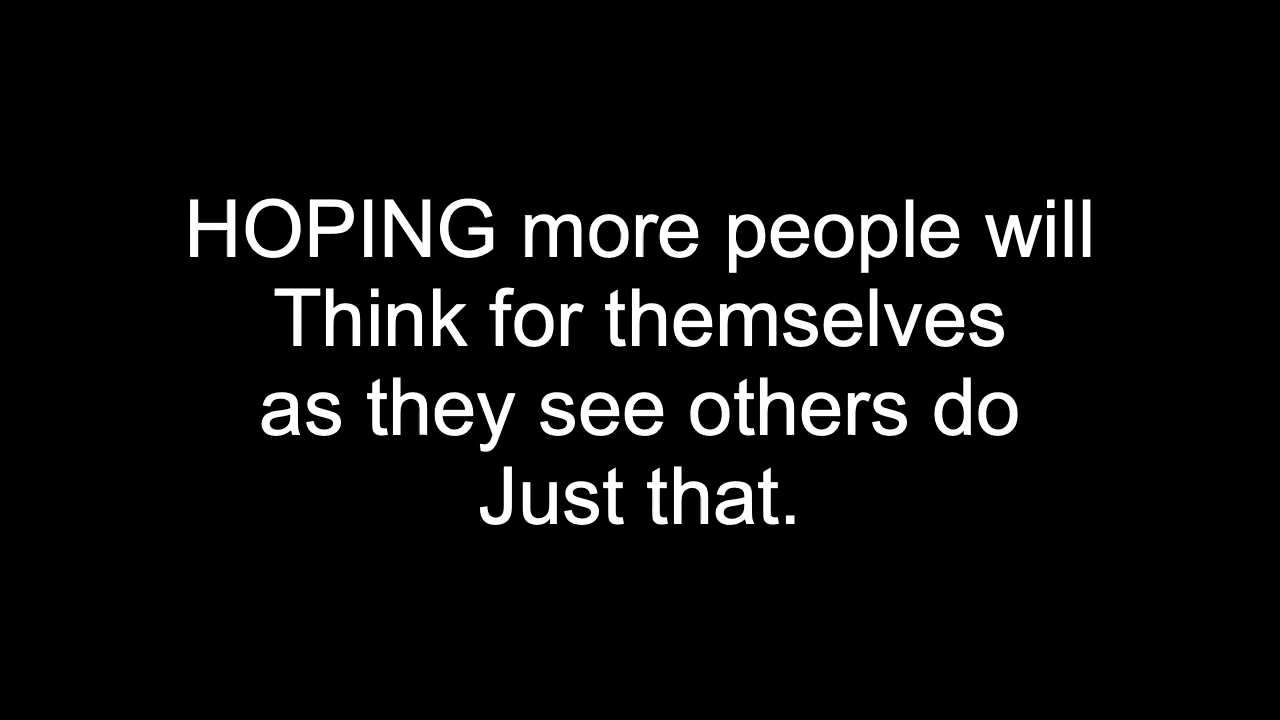 HOPING more people will
Think for themselves
as they see others do
Just that.